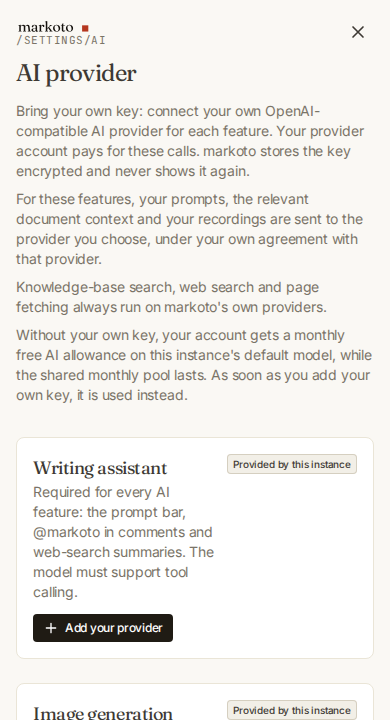 markoto
/SETTINGS/AI
AI provider
Bring your own key: connect your own OpenAI-
compatible AI provider for each feature. Your provider
account pays for these calls. markoto stores the key
encrypted and never shows it again.
For these features, your prompts, the relevant
document context and your recordings are sent to the
provider you choose, under your own agreement with
that provider.
Knowledge-base search, web search and page
fetching always run on markoto's own providers.
Without your own key, your account gets a monthly
free AI allowance on this instance's default model, while
the shared monthly pool lasts. As soon as you add your
own key, it is used instead.
Writing assistant
Provided by this instance
Required for every AI
feature: the prompt bar,
@markoto in comments and
web-search summaries. The
model must support tool
calling.
Add your provider
Image generation
Provided by this instance